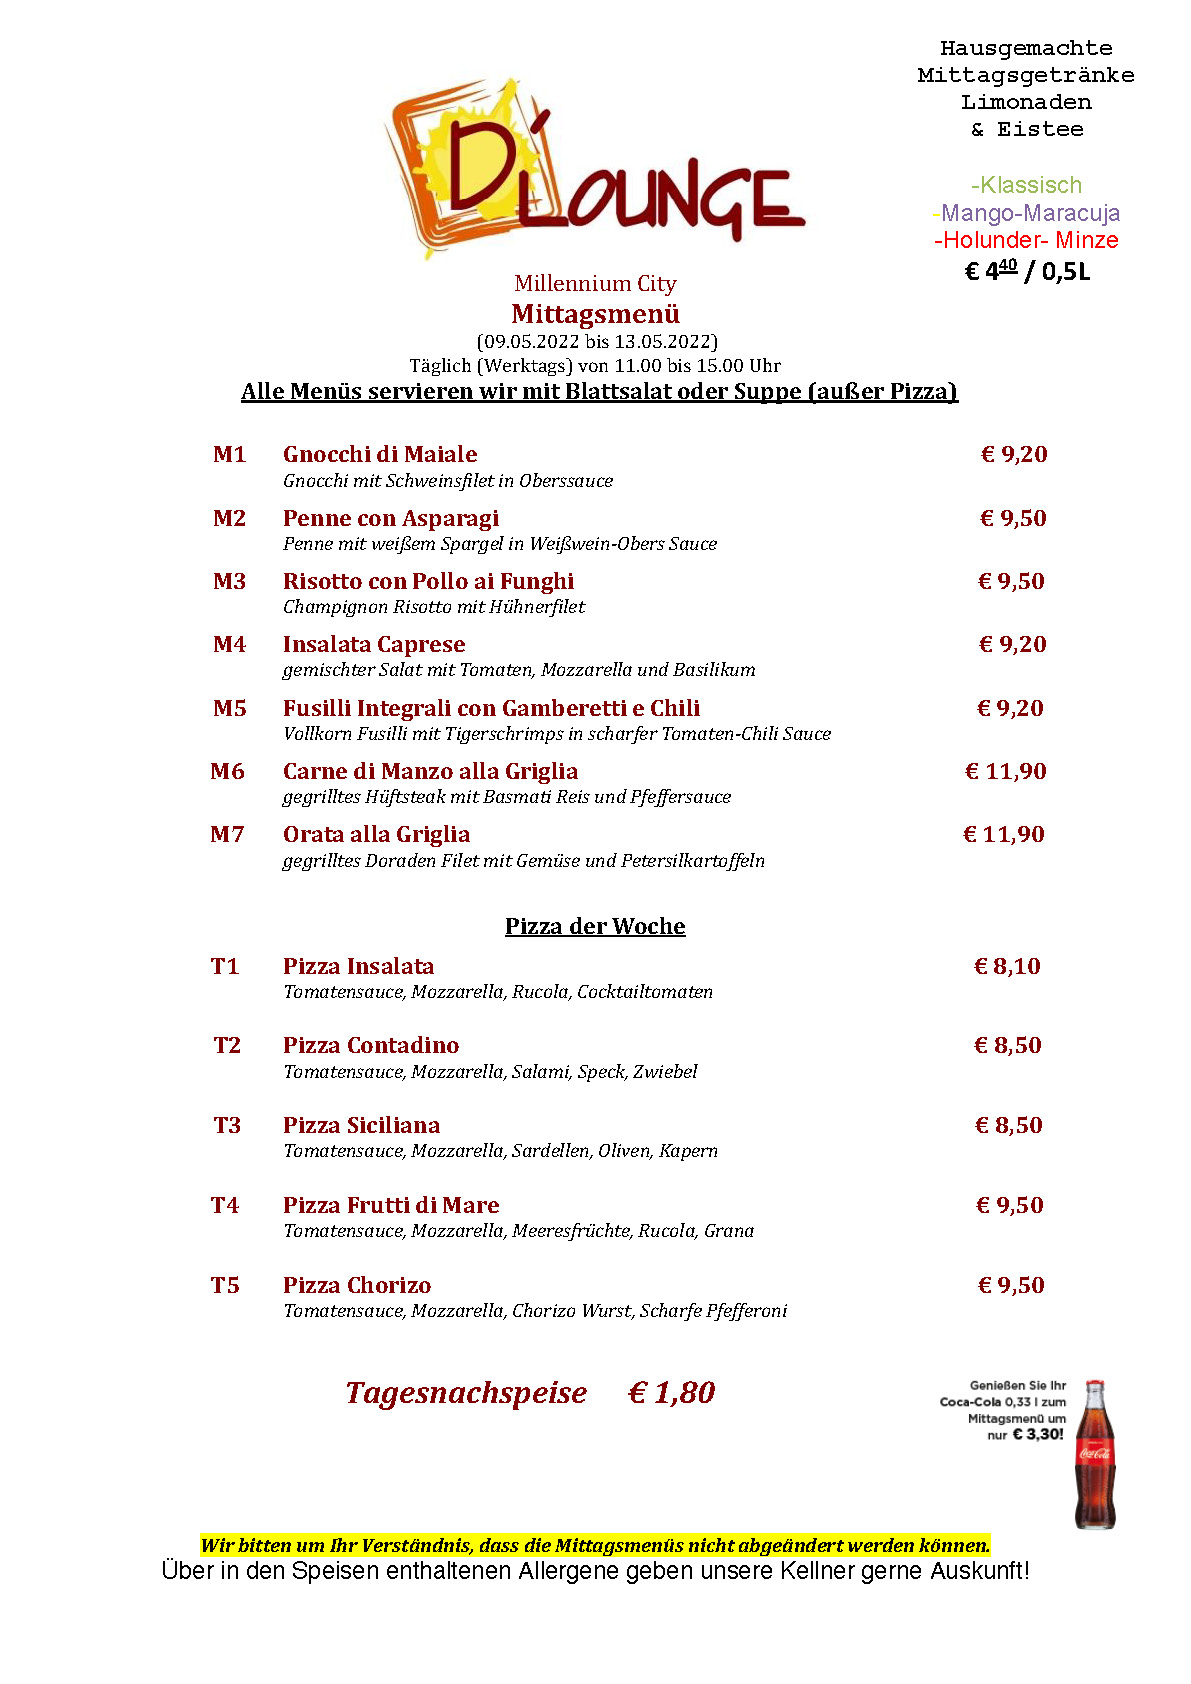 Hausgemachte
Mittagsgetränke
Limonaden
& Eistee
-Klassisch
-Mango-Maracuja
-Holunder- Minze
€ 4⁴⁰ / 0,5L
D'LOUNGE
Millennium City
Mittagsmenü
(09.05.2022 bis 13.05.2022)
Täglich (Werktags) von 11.00 bis 15.00 Uhr
Alle Menüs servieren wir mit Blattsalat oder Suppe (außer Pizza)
M1 Gnocchi di Maiale € 9,20
Gnocchi mit Schweinsfilet in Oberssauce
M2 Penne con Asparagi € 9,50
Penne mit weißem Spargel in Weißwein-Obers Sauce
M3 Risotto con Pollo ai Funghi € 9,50
Champignon Risotto mit Hühnerfilet
M4 Insalata Caprese € 9,20
gemischter Salat mit Tomaten, Mozzarella und Basilikum
M5 Fusilli Integrali con Gamberetti e Chili € 9,20
Vollkorn Fusilli mit Tigerschrimps in scharfer Tomaten-Chili Sauce
M6 Carne di Manzo alla Griglia € 11,90
gegrilltes Hüftsteak mit Basmati Reis und Pfeffersauce
M7 Orata alla Griglia € 11,90
gegrilltes Doraden Filet mit Gemüse und Petersilkartoffeln
Pizza der Woche
T1 Pizza Insalata € 8,10
Tomatensauce, Mozzarella, Rucola, Cocktailtomaten
T2 Pizza Contadino € 8,50
Tomatensauce, Mozzarella, Salami, Speck, Zwiebel
T3 Pizza Siciliana € 8,50
Tomatensauce, Mozzarella, Sardellen, Oliven, Kapern
T4 Pizza Frutti di Mare € 9,50
Tomatensauce, Mozzarella, Meeresfrüchte, Rucola, Grana
T5 Pizza Chorizo € 9,50
Tomatensauce, Mozzarella, Chorizo Wurst, Scharfe Pfefferoni
Tagesnachspeise € 1,80
Genießen Sie Ihr
Coca-Cola 0,33 l zum
Mittagsmenü um
nur € 3,30!
Coca-Cola
Wir bitten um Ihr Verständnis, dass die Mittagsmenüs nicht abgeändert werden können.
Über in den Speisen enthaltenen Allergene geben unsere Kellner gerne Auskunft!